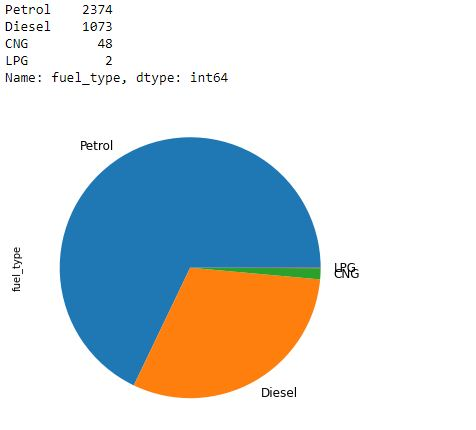 Petrol    2374
Diesel    1073
CNG         48
LPG          2
Name: fuel_type, dtype: int64
Petrol
LPG
CNG
fuel_type
Diesel